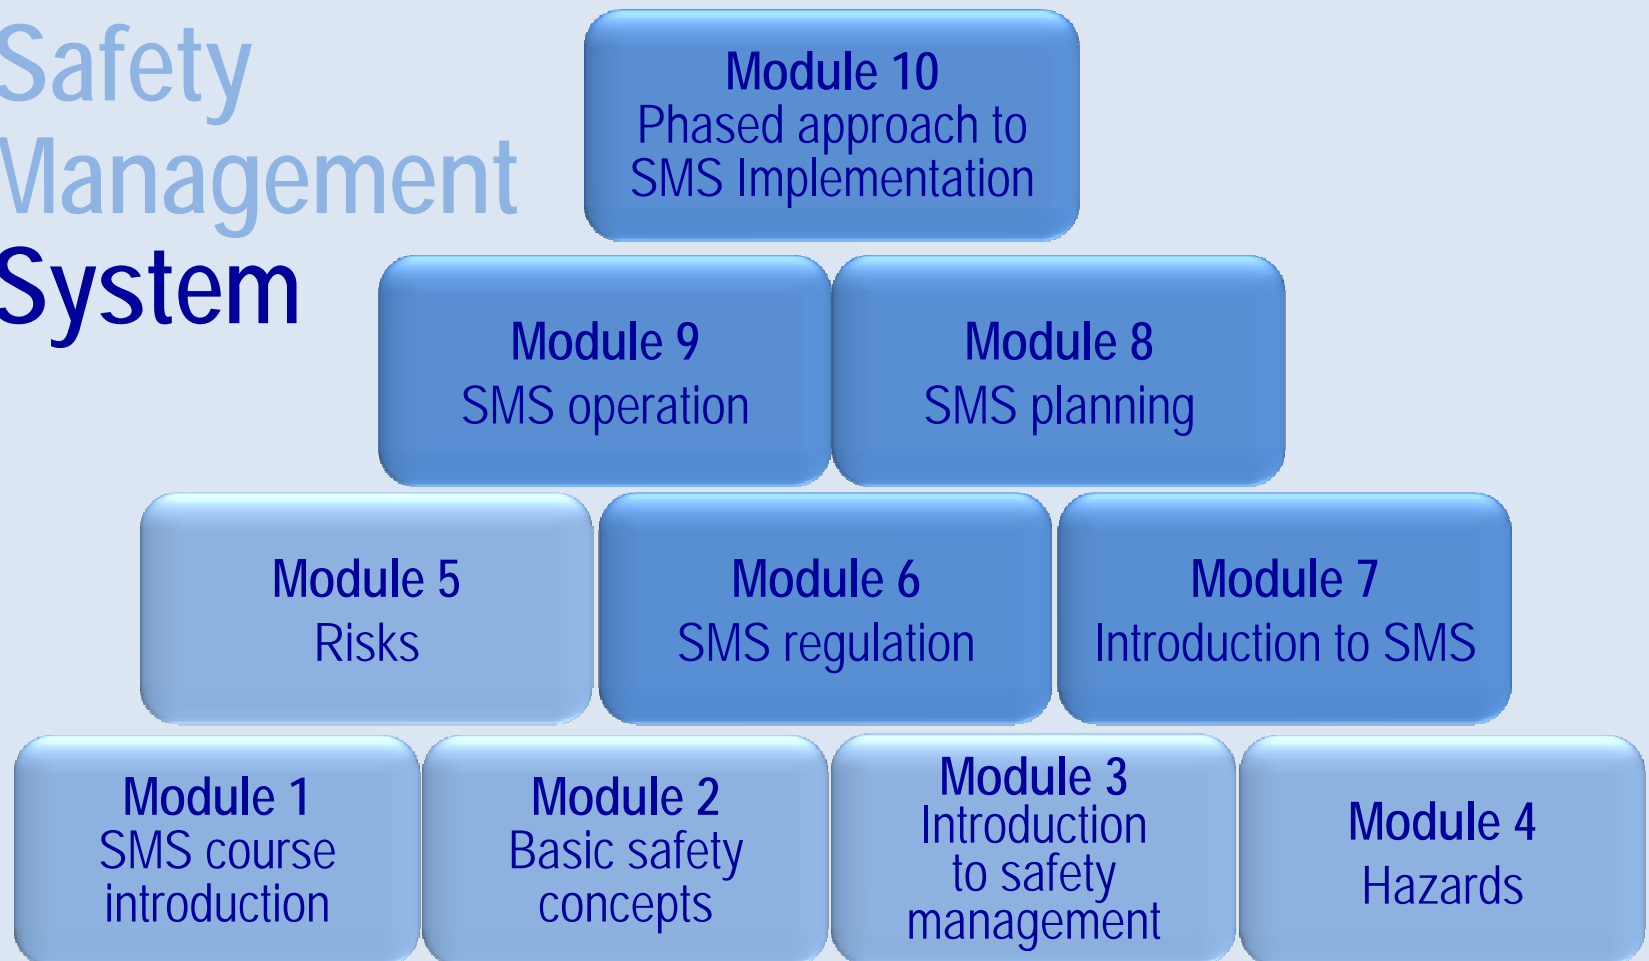 Safety
Management
System
Module 10
Phased approach to
SMS Implementation
Module 9
SMS operation
Module 8
SMS planning
Module 5
Risks
Module 6
SMS regulation
Module 7
Introduction to SMS
Module 1
SMS course
introduction
Module 2
Basic safety
concepts
Module 3
Introduction
to safety
management
Module 4
Hazards